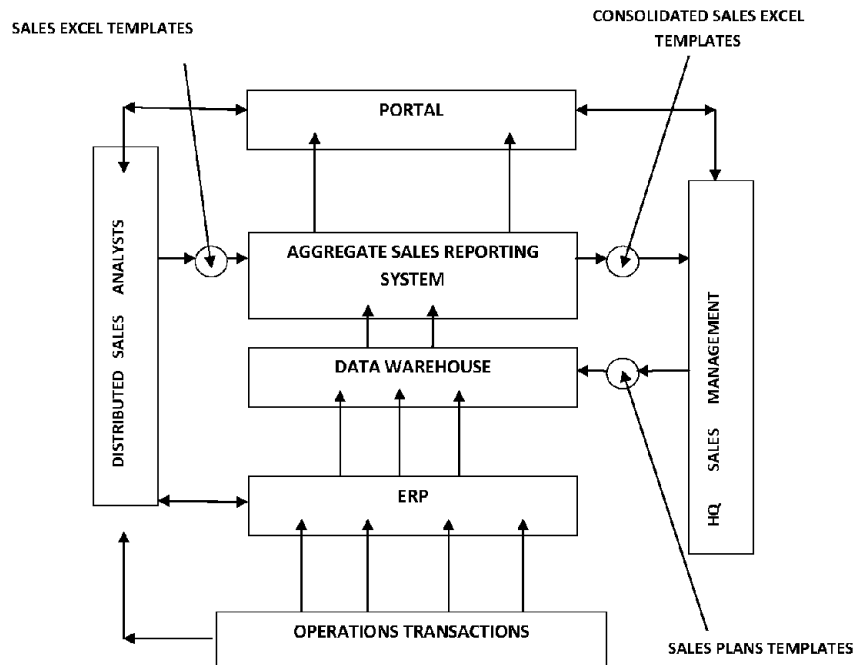 SALES EXCEL TEMPLATES
CONSOLIDATED SALES EXCEL
TEMPLATES
PORTAL
DISTRIBUTED SALES ANALYSTS
AGGREGATE SALES REPORTING
SYSTEM
HQ SALES MANAGEMENT
DATA WAREHOUSE
ERP
OPERATIONS TRANSACTIONS
SALES PLANS TEMPLATES